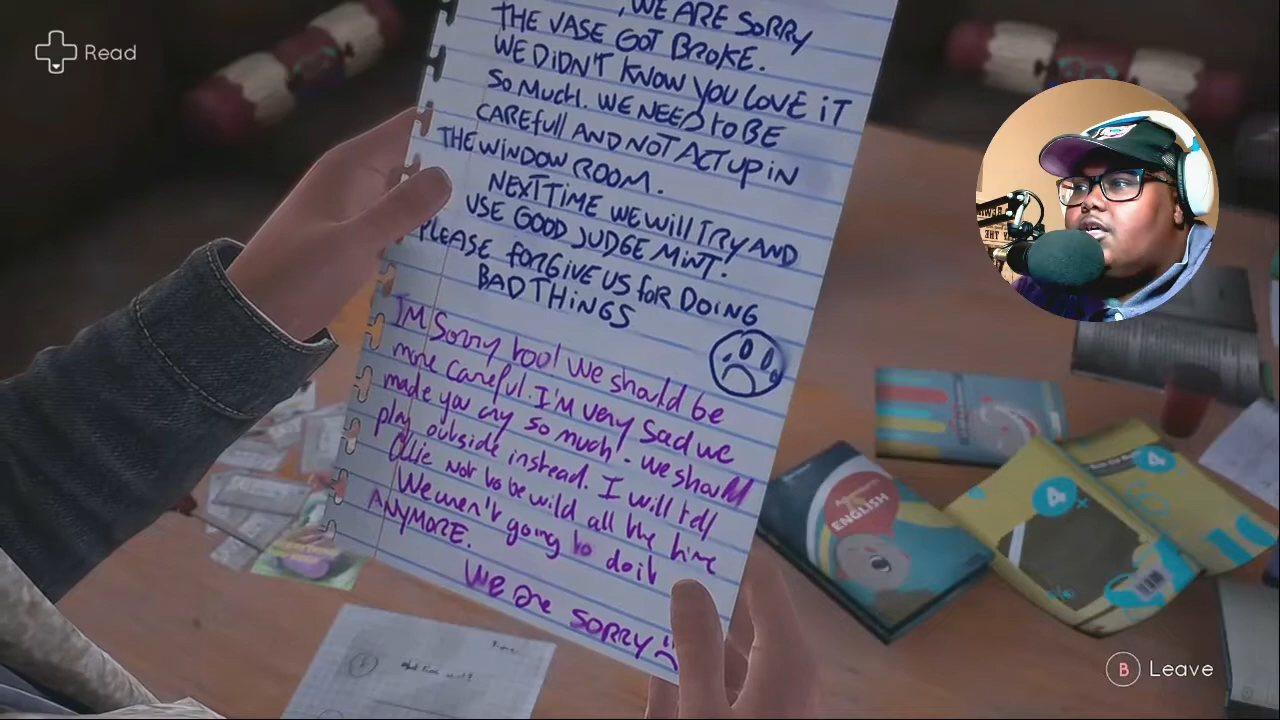 Read
, WE ARE SORRY
THE VASE GOT BROKE.
WE DIDN'T KNOW YOU LOVE iT
SO MUCH. WE NEED to BE
CAREfUll AND NOT ACT UP iN
THE WINDOW ROOM.
NEXT TIME WE Will TRY AND
USE GOOD JUDGE MiNT.
PLEASE FORGiVE US foR DOiNG
BAD THiNGS
I'M Sorry too! We should be
more careful. I'M very sad we
made you cry so much! - we should
play outside instead. I will tell
Ollie not to be wild all the time
We weren't going to do it
ANYMORE.
We are SORRY
ENGLISH
4
4
B Leave